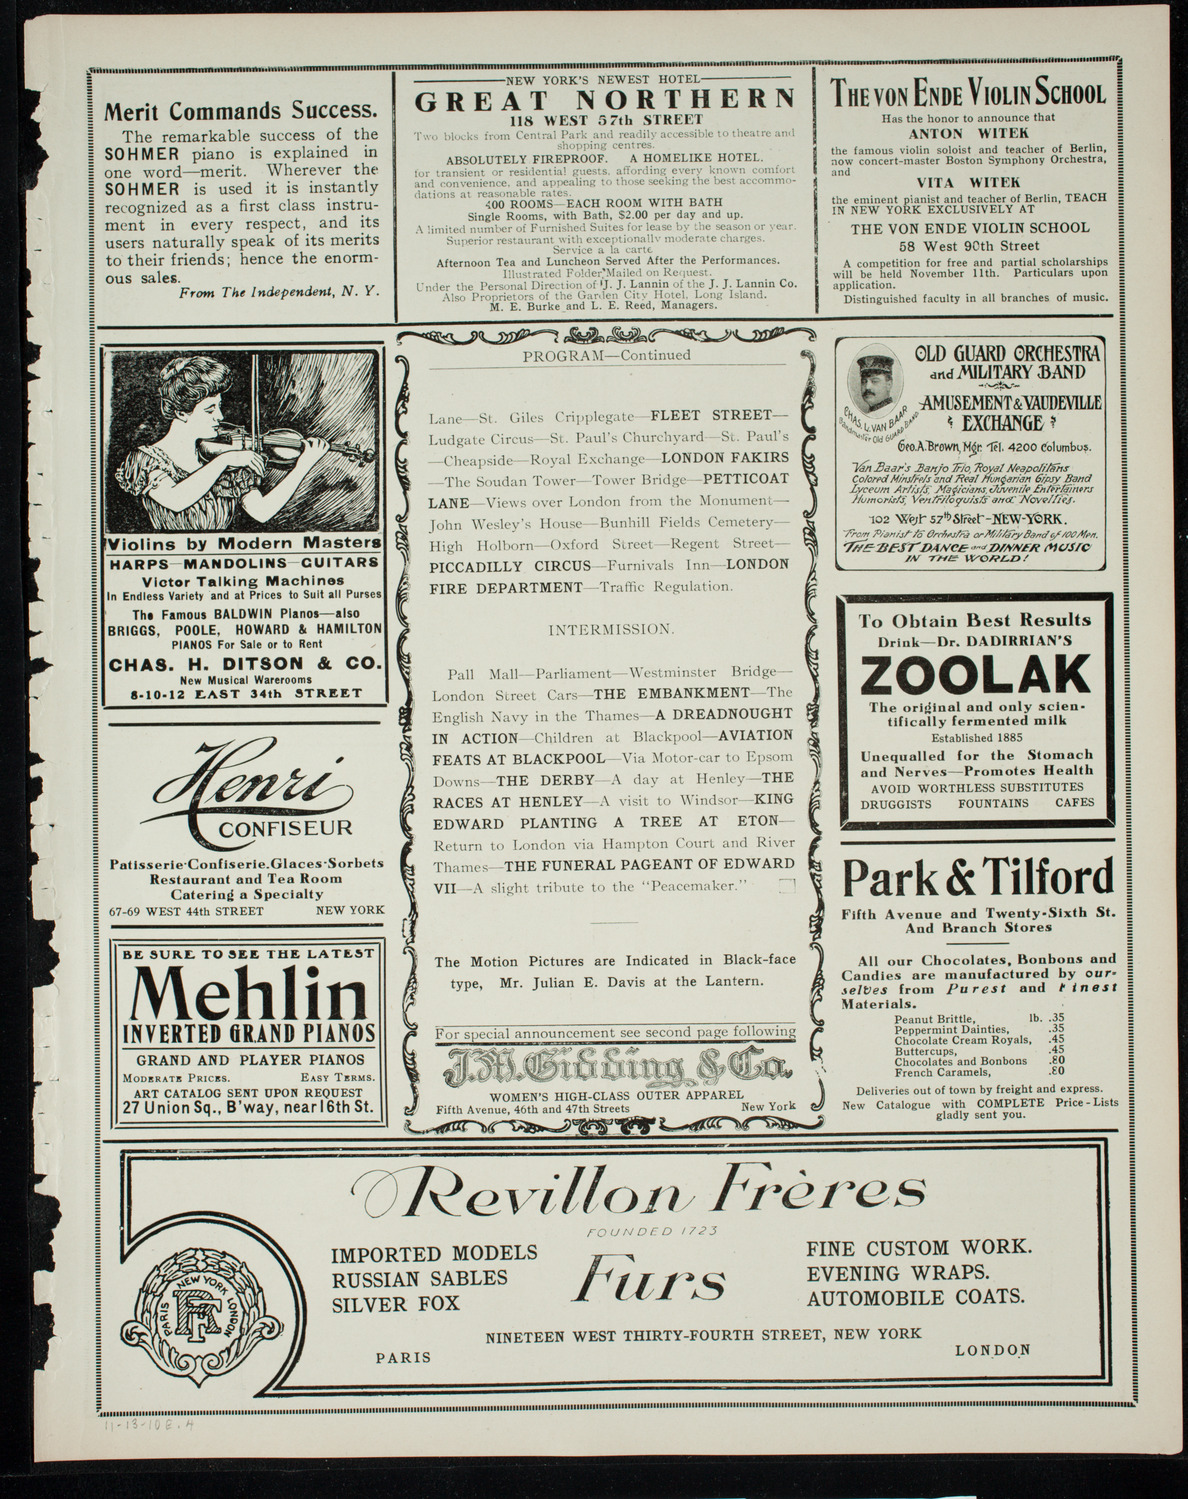 Merit Commands Success.
The remarkable success of the
SOHMER piano is explained in
one word—merit. Wherever the
SOHMER is used it is instantly
recognized as a first class instru-
ment in every respect, and its
users naturally speak of its merits
to their friends; hence the enorm-
ous sales.
From The Independent, N. Y.
NEW YORK'S NEWEST HOTEL
GREAT NORTHERN
118 WEST 57th STREET
Two blocks from Central Park and readily accessible to theatre and
shopping centres.
ABSOLUTELY FIREPROOF. A HOMELIKE HOTEL.
for transient or residential guests, affording every known comfort
and convenience, and appealing to those seeking the best accommo-
dations at reasonable rates.
400 ROOMS—EACH ROOM WITH BATH
Single Rooms, with Bath, $2.00 per day and up.
A limited number of Furnished Suites for lease by the season or year.
Superior restaurant with exceptionally moderate charges.
Service a la carte
Afternoon Tea and Luncheon Served After the Performances.
Illustrated Folder Mailed on Request.
Under the Personal Direction of J. J. Lannin of the J. J. Lannin Co.
Also Proprietors of the Garden City Hotel, Long Island.
M. E. Burke and L. E. Reed, Managers.
THE VON ENDE VIOLIN SCHOOL
Has the honor to announce that
ANTON WITEK
the famous violin soloist and teacher of Berlin,
now concert-master Boston Symphony Orchestra,
and
VITA WITEK
the eminent pianist and teacher of Berlin, TEACH
IN NEW YORK EXCLUSIVELY AT
THE VON ENDE VIOLIN SCHOOL
58 West 90th Street
A competition for free and partial scholarships
will be held November 11th. Particulars upon
application.
Distinguished faculty in all branches of music.
Violins by Modern Masters
HARPS—MANDOLINS—GUITARS
Victor Talking Machines
In Endless Variety and at Prices to Suit all Purses
The Famous BALDWIN Pianos—also
BRIGGS, POOLE, HOWARD & HAMILTON
PIANOS For Sale or to Rent
CHAS. H. DITSON & CO.
New Musical Warerooms
8-10-12 EAST 34th STREET
Henri
CONFISEUR
Patisserie-Confiserie.Glaces-Sorbets
Restaurant and Tea Room
Catering a Specialty
67-69 WEST 44th STREET NEW YORK
BE SURE TO SEE THE LATEST
Mehlin
INVERTED GRAND PIANOS
GRAND AND PLAYER PIANOS
MODERATE PRICES. EASY TERMS.
ART CATALOG SENT UPON REQUEST
27 Union Sq., B'way, near 16th St.
PROGRAM—Continued
Lane—St. Giles Cripplegate—FLEET STREET—
Ludgate Circus—St. Paul's Churchyard—St. Paul's
—Cheapside—Royal Exchange—LONDON FAKIRS
—The Soudan Tower—Tower Bridge—PETTICOAT
LANE—Views over London from the Monument—
John Wesley's House—Bunhill Fields Cemetery—
High Holborn—Oxford Street—Regent Street—
PICCADILLY CIRCUS—Furnivals Inn—LONDON
FIRE DEPARTMENT—Traffic Regulation.
INTERMISSION.
Pall Mall—Parliament—Westminster Bridge—
London Street Cars—THE EMBANKMENT—The
English Navy in the Thames—A DREADNOUGHT
IN ACTION—Children at Blackpool—AVIATION
FEATS AT BLACKPOOL—Via Motor-car to Epsom
Downs—THE DERBY—A day at Henley—THE
RACES AT HENLEY—A visit to Windsor—KING
EDWARD PLANTING A TREE AT ETON—
Return to London via Hampton Court and River
Thames—THE FUNERAL PAGEANT OF EDWARD
VII—A slight tribute to the "Peacemaker."
The Motion Pictures are Indicated in Black-face
type, Mr. Julian E. Davis at the Lantern.
For special announcement see second page following
J. M. Gidding & Co.
WOMEN'S HIGH-CLASS OUTER APPAREL
Fifth Avenue, 46th and 47th Streets New York
OLD GUARD ORCHESTRA
and MILITARY BAND
AMUSEMENT & VAUDEVILLE
EXCHANGE
CHAS. U. VAN BAAR
Bandmaster Old GUARD BAND
Geo. A. Brown, Mgr. Tel. 4200 Columbus.
Van Baar's Banjo Trio, Royal Neapolitans
Colored Minstrels and Real Hungarian Gipsy Band
Lyceum Artists, Magicians, Juvenile Entertainers
Humorists, Ventriloquists and Novelties.
102 West 57th Street-NEW-YORK.
"From Pianist to Orchestra or Military Band of 100 Men.
THE BEST DANCE and DINNER MUSIC
IN THE WORLD!
To Obtain Best Results
Drink—Dr. DADIRRIAN'S
ZOOLAK
The original and only scien-
tifically fermented milk
Established 1885
Unequalled for the Stomach
and Nerves—Promotes Health
AVOID WORTHLESS SUBSTITUTES
DRUGGISTS FOUNTAINS CAFES
Park & Tilford
Fifth Avenue and Twenty-Sixth St.
And Branch Stores
All our Chocolates, Bonbons and
Candies are manufactured by our-
selves from Purest and Finest
Materials.
Peanut Brittle, lb. .35
Peppermint Dainties, .35
Chocolate Cream Royals, .45
Buttercups, .45
Chocolates and Bonbons .80
French Caramels, .80
Deliveries out of town by freight and express.
New Catalogue with COMPLETE Price-Lists
gladly sent you.
Revillon Frères
FOUNDED 1723
IMPORTED MODELS
RUSSIAN SABLES
SILVER FOX
Furs
FINE CUSTOM WORK.
EVENING WRAPS.
AUTOMOBILE COATS.
NINETEEN WEST THIRTY-FOURTH STREET, NEW YORK
PARIS
LONDON
PARIS NEW YORK LONDON
RF
11-13-10 E. 4